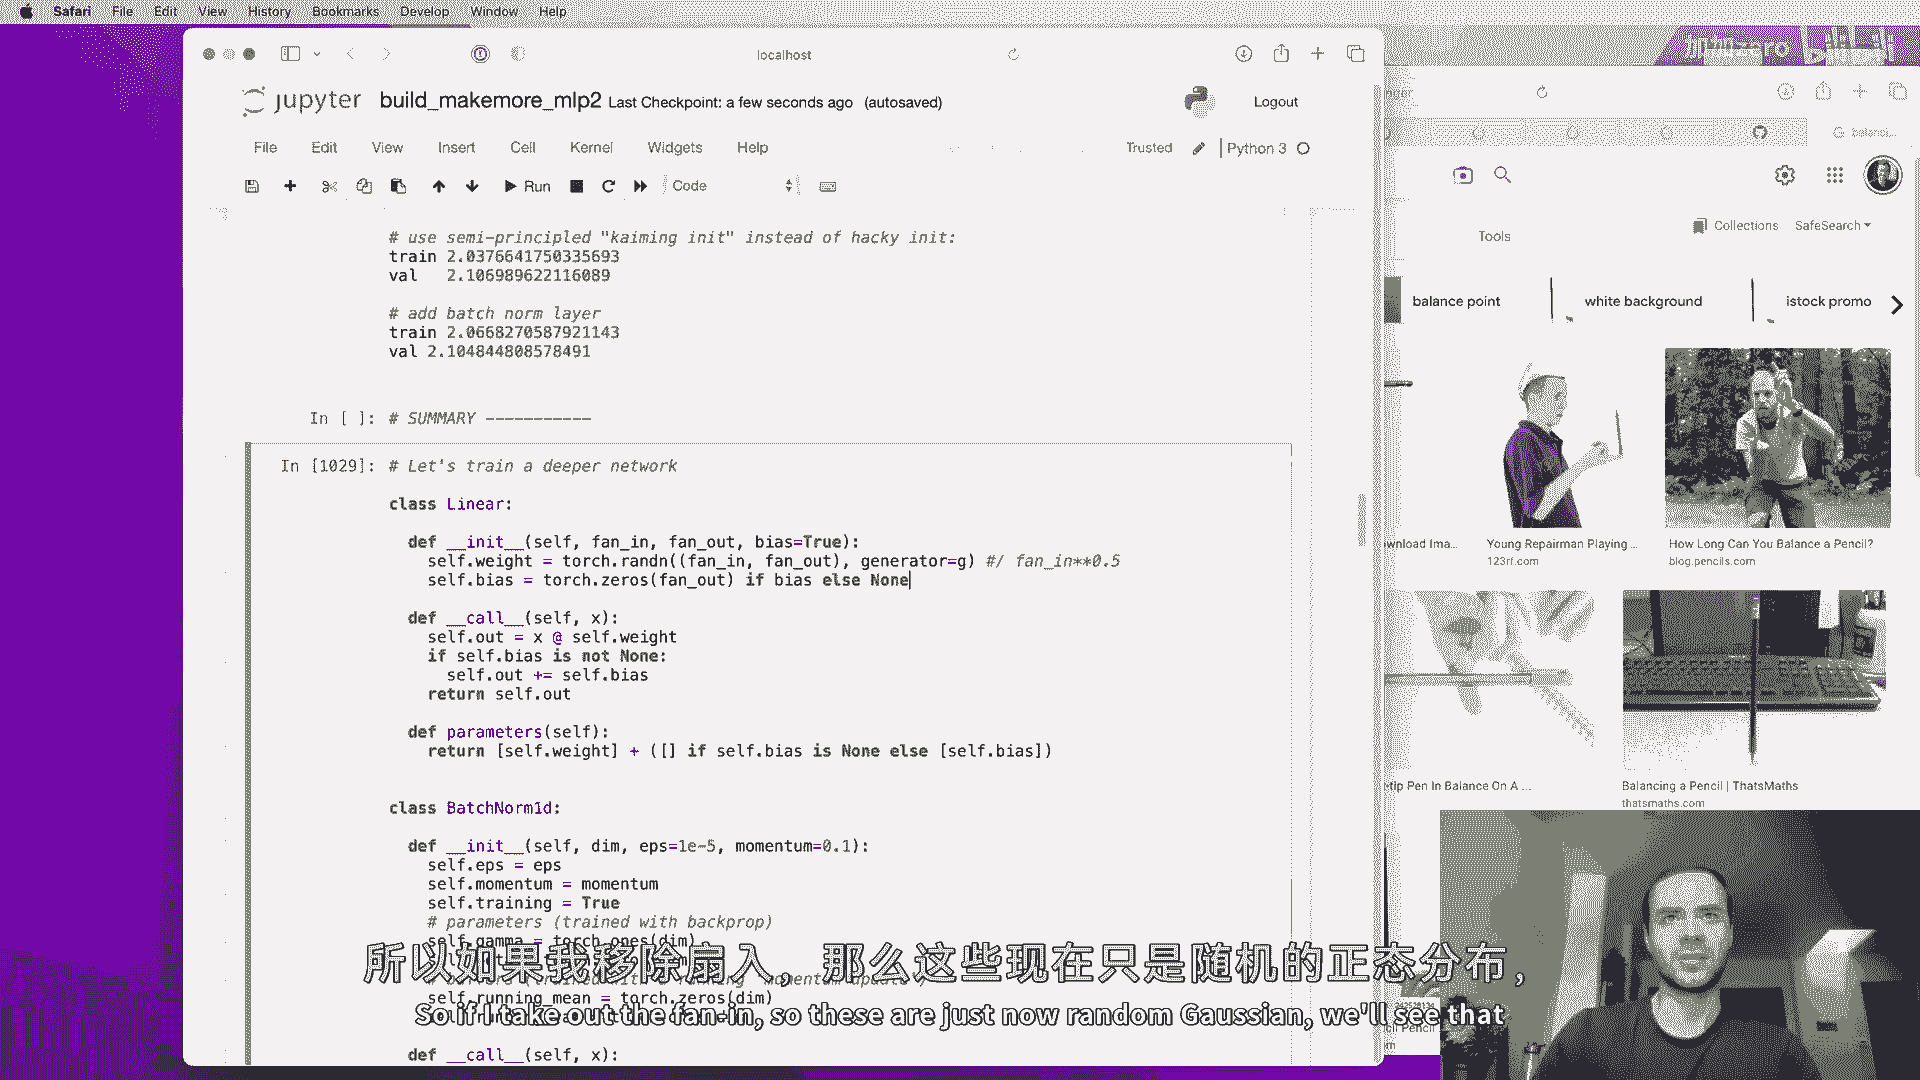 Safari File Edit View History Bookmarks Develop Window Help
localhost
jupyter build_makemore_mlp2 Last Checkpoint: a few seconds ago (autosaved)
Logout
File Edit View Insert Cell Kernel Widgets Help
Trusted Python 3
Run Code
# use semi-principled "kaiming init" instead of hacky init:
train 2.0376641750335693
val 2.106989622116089
# add batch norm layer
train 2.0668270587921143
val 2.104844808578491
In [ ]: # SUMMARY -----------
In [1029]: # Let's train a deeper network
class Linear:
def __init__(self, fan_in, fan_out, bias=True):
self.weight = torch.randn((fan_in, fan_out), generator=g) #/ fan_in**0.5
self.bias = torch.zeros(fan_out) if bias else None
def __call__(self, x):
self.out = x @ self.weight
if self.bias is not None:
self.out += self.bias
return self.out
def parameters(self):
return [self.weight] + ([] if self.bias is None else [self.bias])
class BatchNorm1d:
def __init__(self, dim, eps=1e-5, momentum=0.1):
self.eps = eps
self.momentum = momentum
self.training = True
# parameters (trained with backprop)
self.gamma = torch.ones(dim)
self.running_mean = torch.zeros(dim)
def __call__(self, x):
所以如果我移除扇入，那么这些现在只是随机的正态分布，
So if I take out the fan-in, so these are just now random Gaussian, we'll see that
balanci...
Tools
Collections SafeSearch
balance point
white background
istock promo
wnload Ima...
Young Repairman Playing ...
123rf.com
How Long Can You Balance a Pencil?
blog.pencils.com
-tip Pen In Balance On A ...
Balancing a Pencil | ThatsMaths
thatsmaths.com